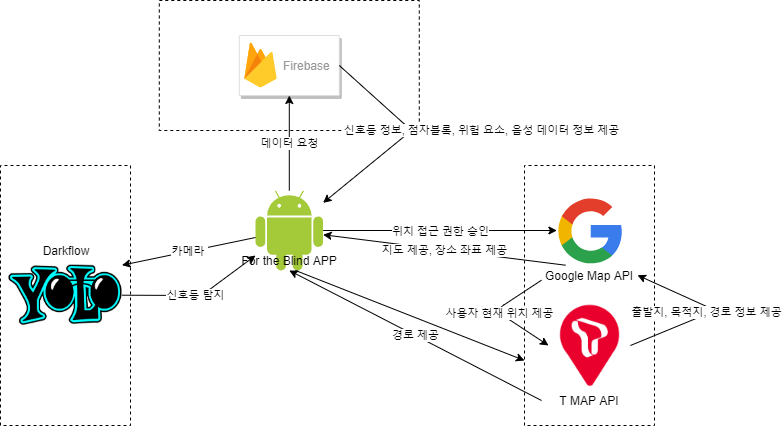 Firebase
신호등 정보, 점자블록, 위험 요소, 음성 데이터 정보 제공
데이터 요청
위치 접근 권한 승인
지도 제공, 장소 좌표 제공
Darkflow
YOLO
카메라
신호등 탐지
For the Blind APP
Google Map API
사용자 현재 위치 제공
출발지, 목적지, 경로 정보 제공
경로 제공
T MAP API